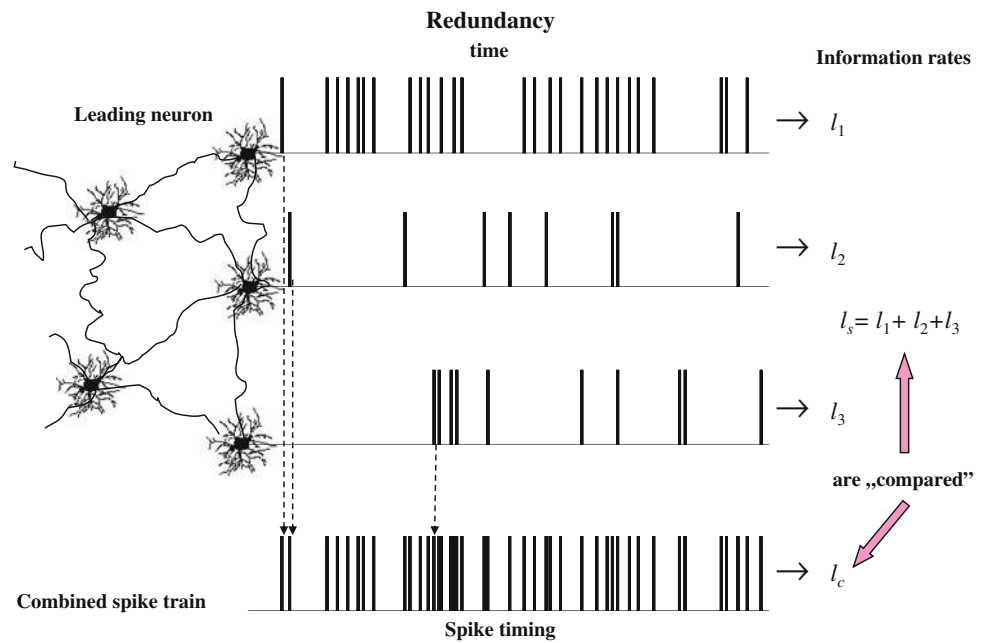 Redundancy
time
Information rates
Leading neuron
l₁
l₂
lₛ= l₁+ l₂+l₃
l₃
are „compared”
l_c
Combined spike train
Spike timing